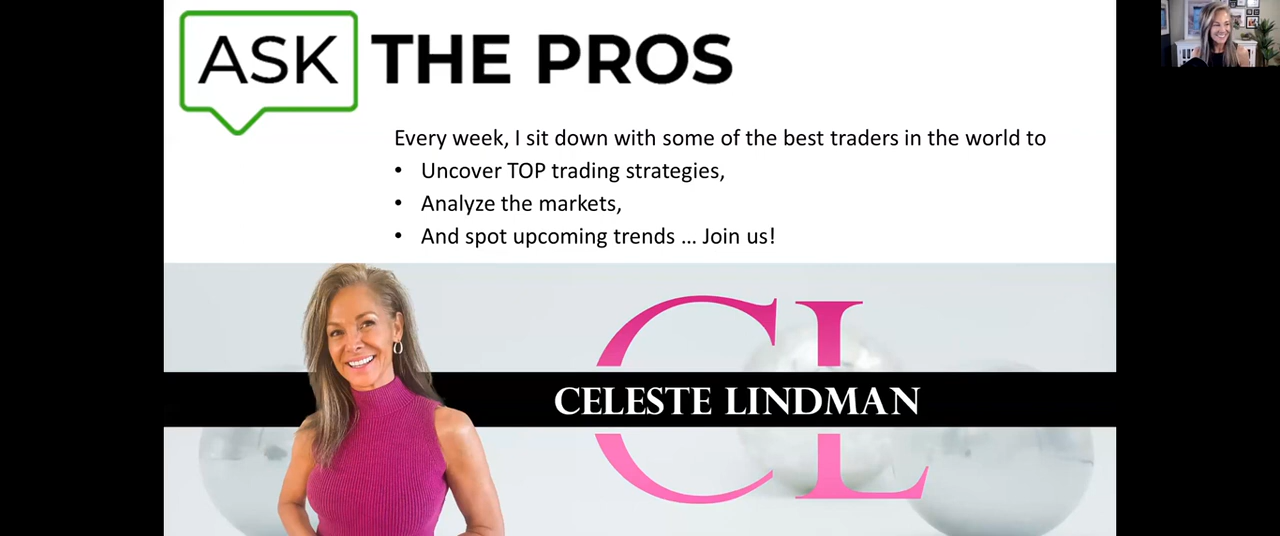 ASK THE PROS
Every week, I sit down with some of the best traders in the world to
• Uncover TOP trading strategies,
• Analyze the markets,
• And spot upcoming trends ... Join us!
CL
CELESTE LINDMAN